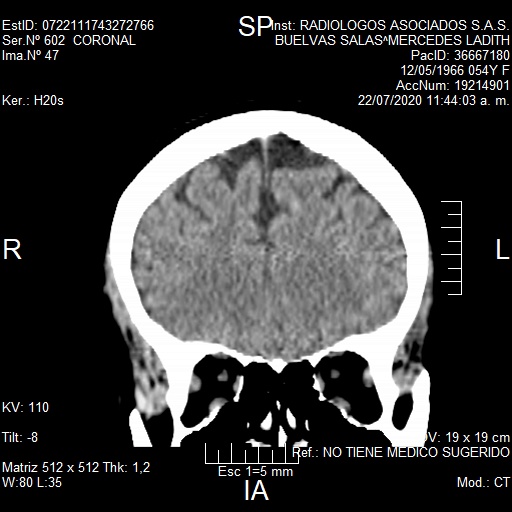 EstID: 0722111743272766
Ser.Nº 602 CORONAL
Ima.Nº 47
Ker.: H20s
SP
Inst: RADIOLOGOS ASOCIADOS S.A.S.
BUELVAS SALAS^MERCEDES LADITH
PacID: 36667180
12/05/1966 054Y F
AccNum: 19214901
22/07/2020 11:44:03 a. m.
R
L
KV: 110
Tilt: -8
Matriz 512 x 512 Thk: 1,2
W:80 L:35
Esc 1=5 mm
IA
OV: 19 x 19 cm
Ref.: NO TIENE MEDICO SUGERIDO
Mod.: CT